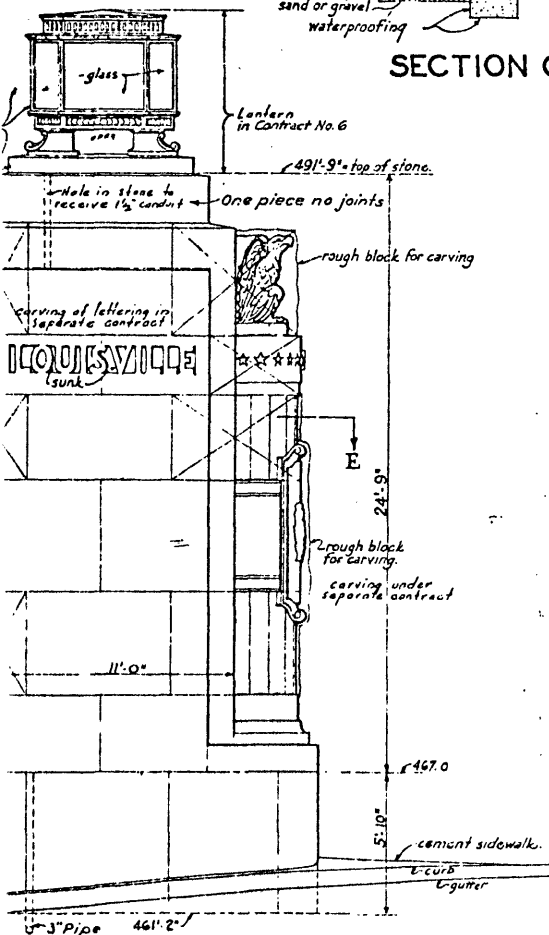 sand or gravel
waterproofing
SECTION
glass
open
Lantern
in Contract No. 6
491'-9" = top of stone.
Hole in stone to
receive 1½" conduit
One piece no joints
rough block for carving
carving of lettering in
separate contract
LOUISVILLE
sunk
E
24'-9"
rough block
for carving.
carving under
separate contract
11'-0"
467.0
5'-10"
cement sidewalk.
curb
gutter
3" Pipe
461'-2"